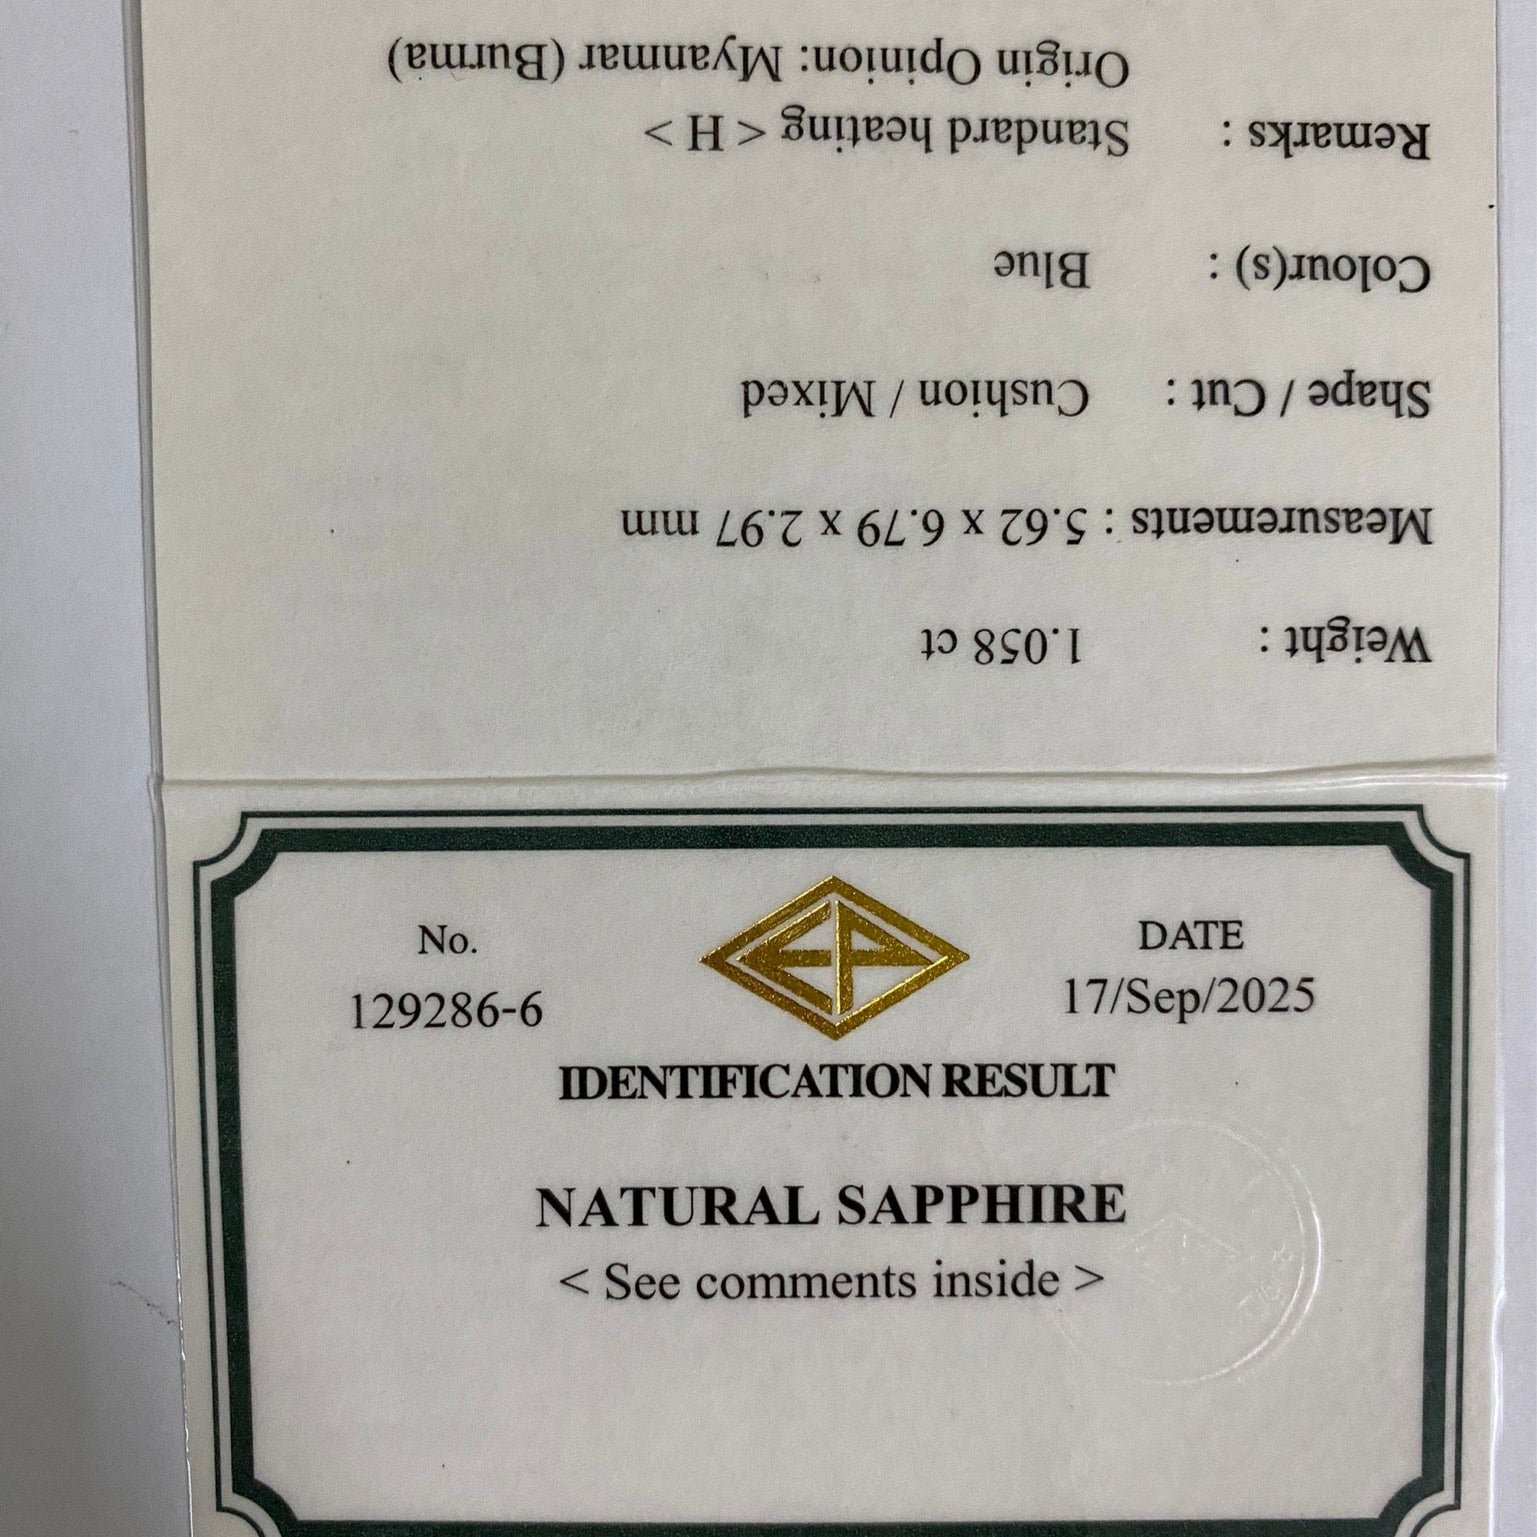 Weight : 1.058 ct
Measurements : 5.62 x 6.79 x 2.97 mm
Shape / Cut : Cushion / Mixed
Colour(s) : Blue
Remarks : Standard heating < H >
Origin Opinion: Myanmar (Burma)
EP
No.
129286-6
DATE
17/Sep/2025
IDENTIFICATION RESULT
NATURAL SAPPHIRE
< See comments inside >